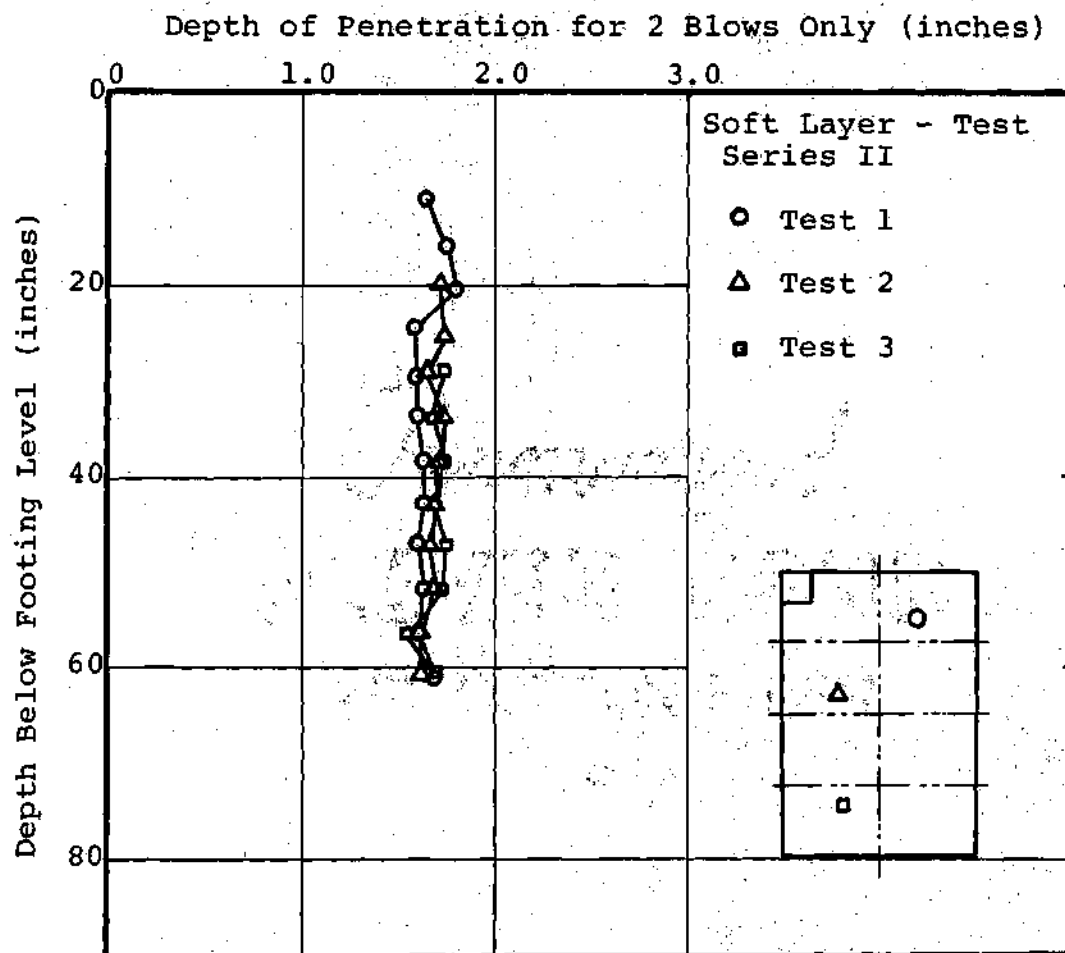 Depth of Penetration for 2 Blows Only (inches)
0 1.0 2.0 3.0
0
20
40
60
80
Depth Below Footing Level (inches)
Soft Layer - Test
Series II
Test 1
Test 2
Test 3